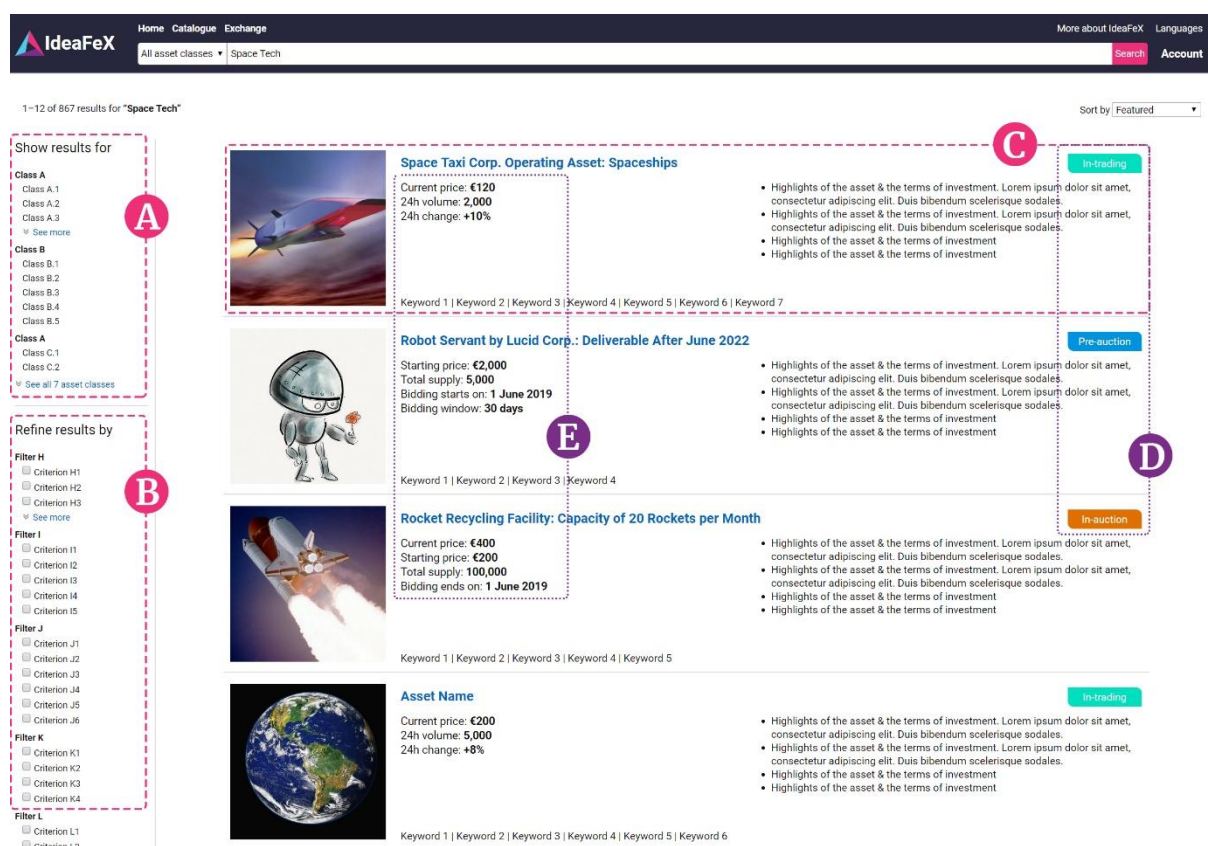 IdeaFeX
Home Catalogue Exchange
More about IdeaFeX Languages
All asset classes ▾ Space Tech
Search Account
1–12 of 867 results for "Space Tech"
Sort by Featured ▾
Show results for
Class A
Class A.1
Class A.2
Class A.3
See more
Class B
Class B.1
Class B.2
Class B.3
Class B.4
Class B.5
Class A
Class C.1
Class C.2
See all 7 asset classes
A
Refine results by
Filter H
Criterion H1
Criterion H2
Criterion H3
See more
Filter I
Criterion I1
Criterion I2
Criterion I3
Criterion I4
Criterion I5
Filter J
Criterion J1
Criterion J2
Criterion J3
Criterion J4
Criterion J5
Criterion J6
Filter K
Criterion K1
Criterion K2
Criterion K3
Criterion K4
Filter L
Criterion L1
B
C
Space Taxi Corp. Operating Asset: Spaceships
In-trading
Current price: €120
24h volume: 2,000
24h change: +10%
• Highlights of the asset & the terms of investment. Lorem ipsum dolor sit amet,
consectetur adipiscing elit. Duis bibendum scelerisque sodales.
• Highlights of the asset & the terms of investment. Lorem ipsum dolor sit amet,
consectetur adipiscing elit. Duis bibendum scelerisque sodales.
• Highlights of the asset & the terms of investment
• Highlights of the asset & the terms of investment
Keyword 1 | Keyword 2 | Keyword 3 | Keyword 4 | Keyword 5 | Keyword 6 | Keyword 7
Robot Servant by Lucid Corp.: Deliverable After June 2022
Pre-auction
Starting price: €2,000
Total supply: 5,000
Bidding starts on: 1 June 2019
Bidding window: 30 days
• Highlights of the asset & the terms of investment. Lorem ipsum dolor sit amet,
consectetur adipiscing elit. Duis bibendum scelerisque sodales.
• Highlights of the asset & the terms of investment. Lorem ipsum dolor sit amet,
consectetur adipiscing elit. Duis bibendum scelerisque sodales.
• Highlights of the asset & the terms of investment
• Highlights of the asset & the terms of investment
E
D
Keyword 1 | Keyword 2 | Keyword 3 | Keyword 4
Rocket Recycling Facility: Capacity of 20 Rockets per Month
In-auction
Current price: €400
Starting price: €200
Total supply: 100,000
Bidding ends on: 1 June 2019
• Highlights of the asset & the terms of investment. Lorem ipsum dolor sit amet,
consectetur adipiscing elit. Duis bibendum scelerisque sodales.
• Highlights of the asset & the terms of investment. Lorem ipsum dolor sit amet,
consectetur adipiscing elit. Duis bibendum scelerisque sodales.
• Highlights of the asset & the terms of investment
• Highlights of the asset & the terms of investment
Keyword 1 | Keyword 2 | Keyword 3 | Keyword 4 | Keyword 5
Asset Name
In-trading
Current price: €200
24h volume: 5,000
24h change: +8%
• Highlights of the asset & the terms of investment. Lorem ipsum dolor sit amet,
consectetur adipiscing elit. Duis bibendum scelerisque sodales.
• Highlights of the asset & the terms of investment. Lorem ipsum dolor sit amet,
consectetur adipiscing elit. Duis bibendum scelerisque sodales.
• Highlights of the asset & the terms of investment
• Highlights of the asset & the terms of investment
Keyword 1 | Keyword 2 | Keyword 3 | Keyword 4 | Keyword 5 | Keyword 6